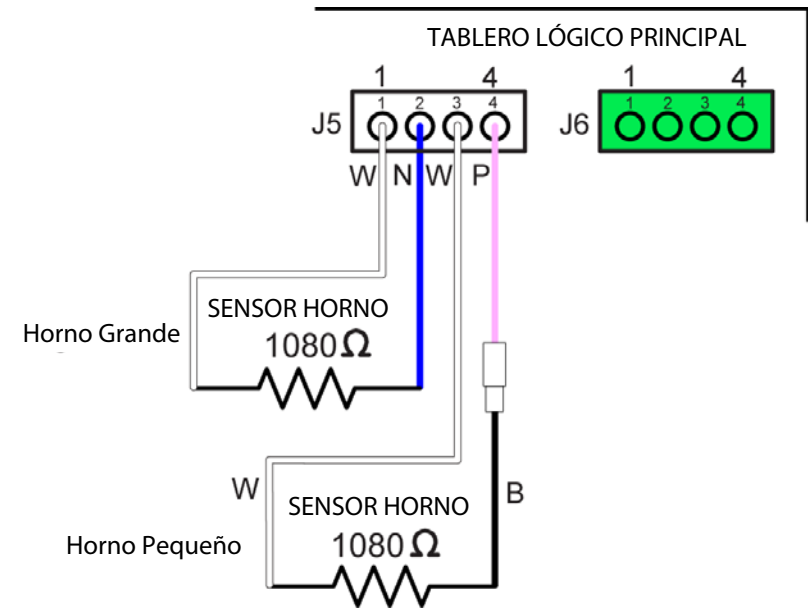 TABLERO LÓGICO PRINCIPAL
1 4
1 2 3 4
J5
1 4
1 2 3 4
J6
W N W P
SENSOR HORNO
1080Ω
Horno Grande
W
B
SENSOR HORNO
1080Ω
Horno Pequeño